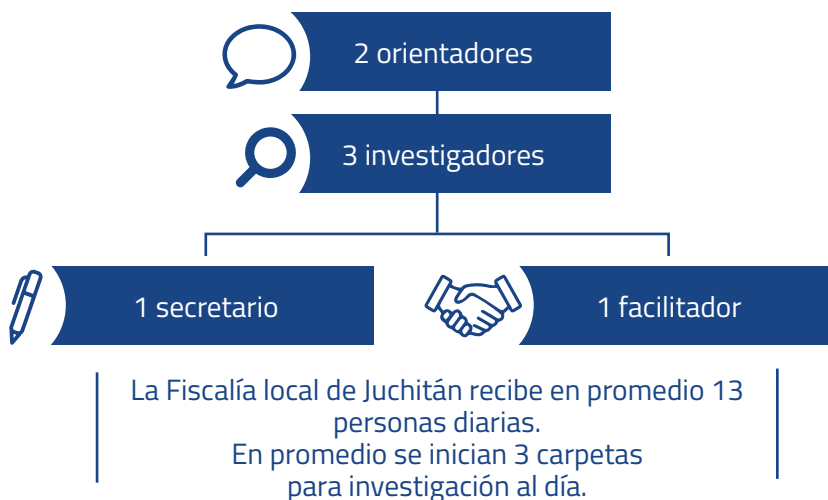 2 orientadores
3 investigadores
1 secretario
1 facilitador
La Fiscalía local de Juchitán recibe en promedio 13
personas diarias.
En promedio se inician 3 carpetas
para investigación al día.